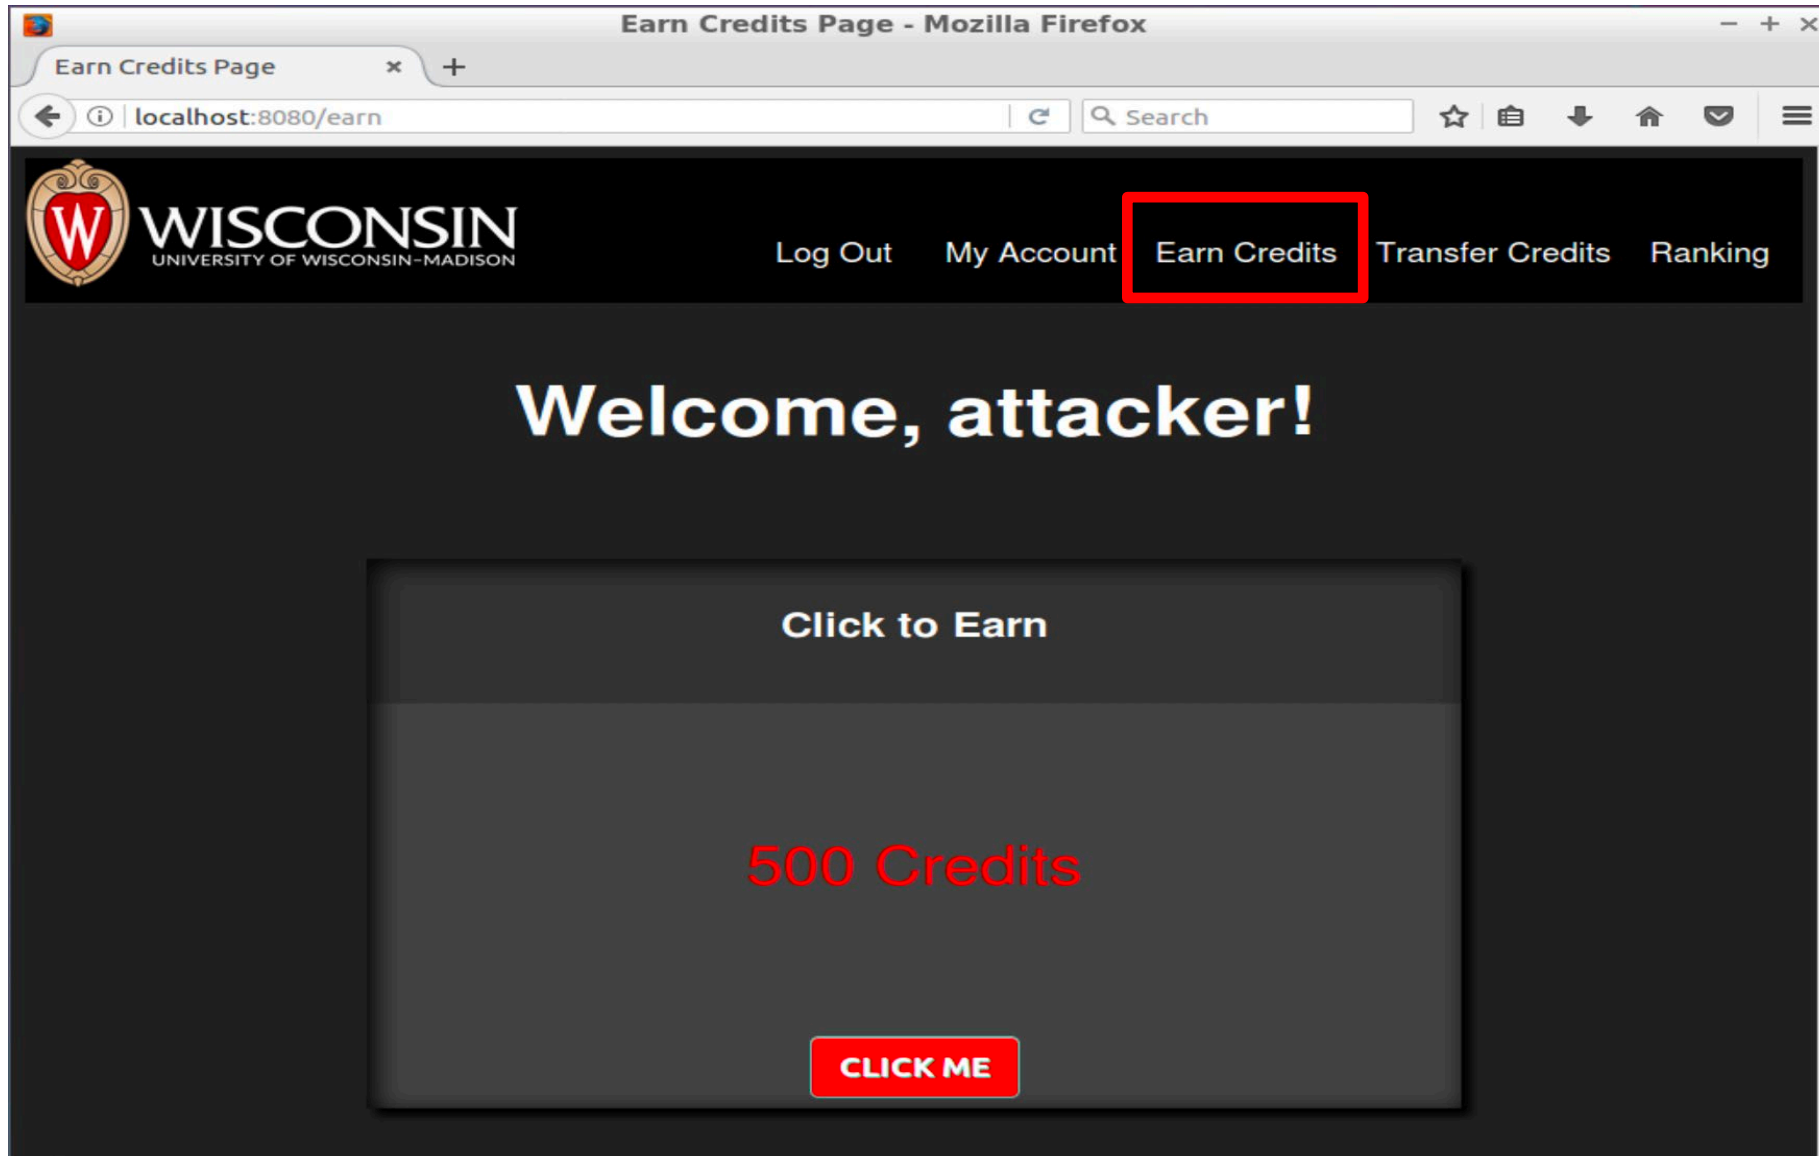 Earn Credits Page - Mozilla Firefox
Earn Credits Page
localhost:8080/earn
Search
W
WISCONSIN
UNIVERSITY OF WISCONSIN-MADISON
Log Out My Account Earn Credits Transfer Credits Ranking
Welcome, attacker!
Click to Earn
500 Credits
CLICK ME